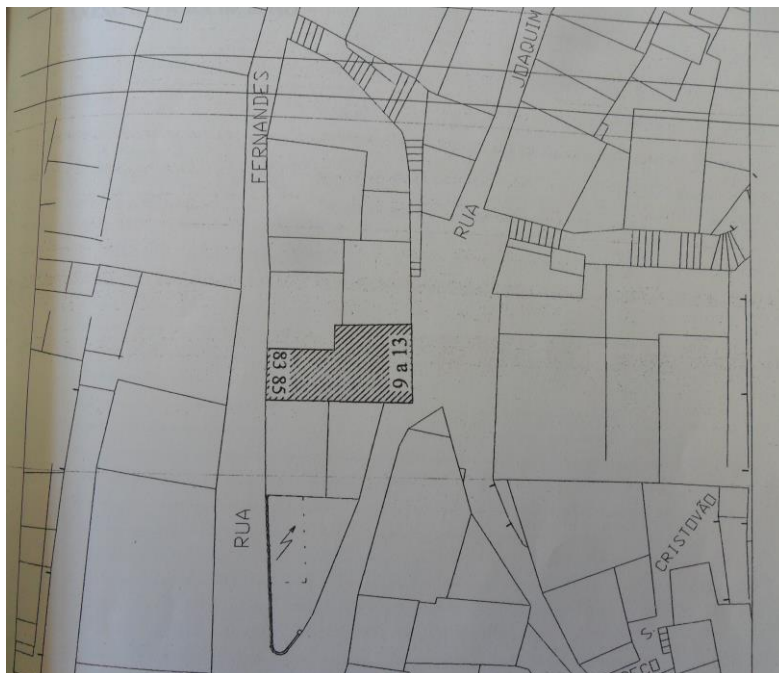 FERNANDES
JOAQUIM
RUA
83 85
9 a 13
RUA
CRISTOVÃO
S.